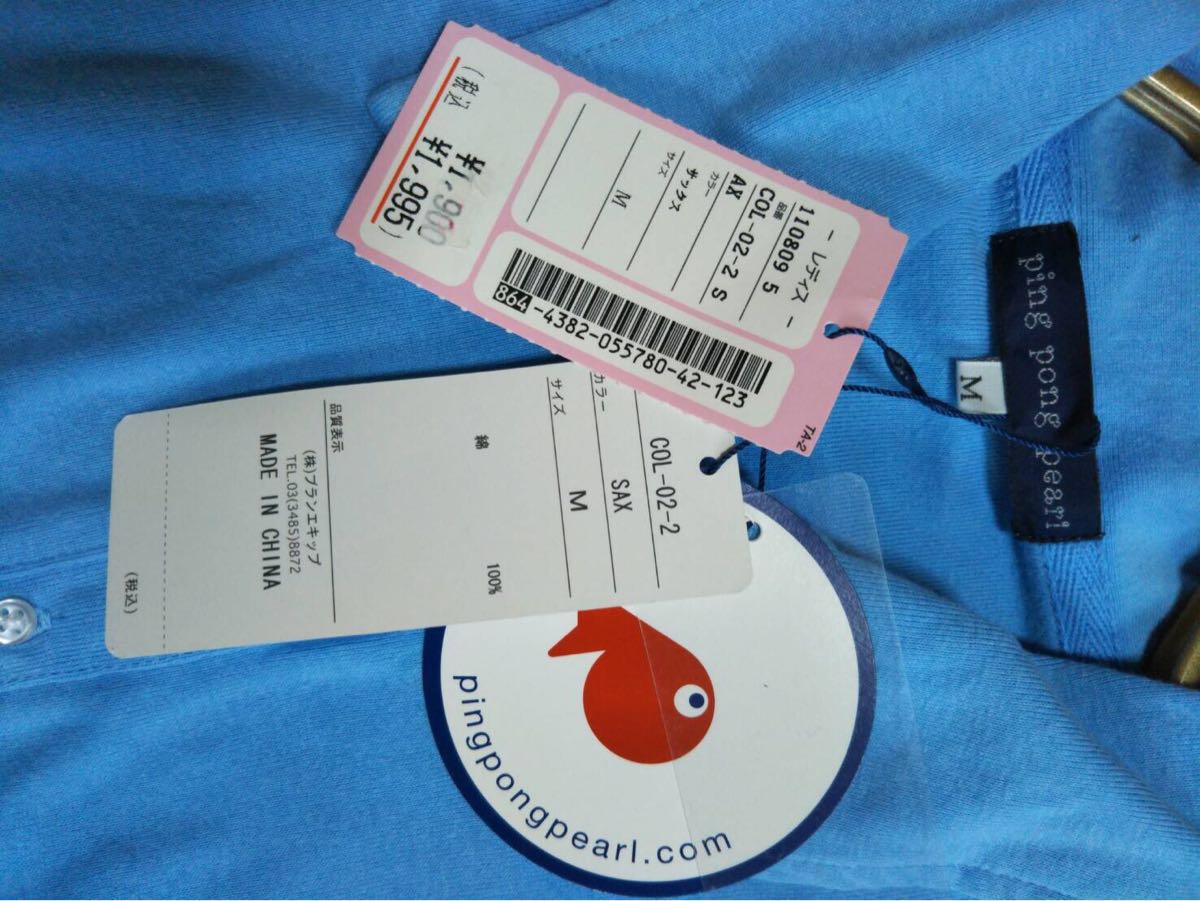 - レディス -
110809 5
品番
COL-02-2 S
AX
カラー
サックス
サイズ
M
¥1,900
(税込 ¥1,995)
864-4382-055780-42-123
TA-2
ping pong pearl
M
COL-02-2
カラー SAX
サイズ M
綿 100%
品質表示
(株)ブランエキップ
TEL.03(3485)8872
MADE IN CHINA
(税込)
pingpongpearl.com